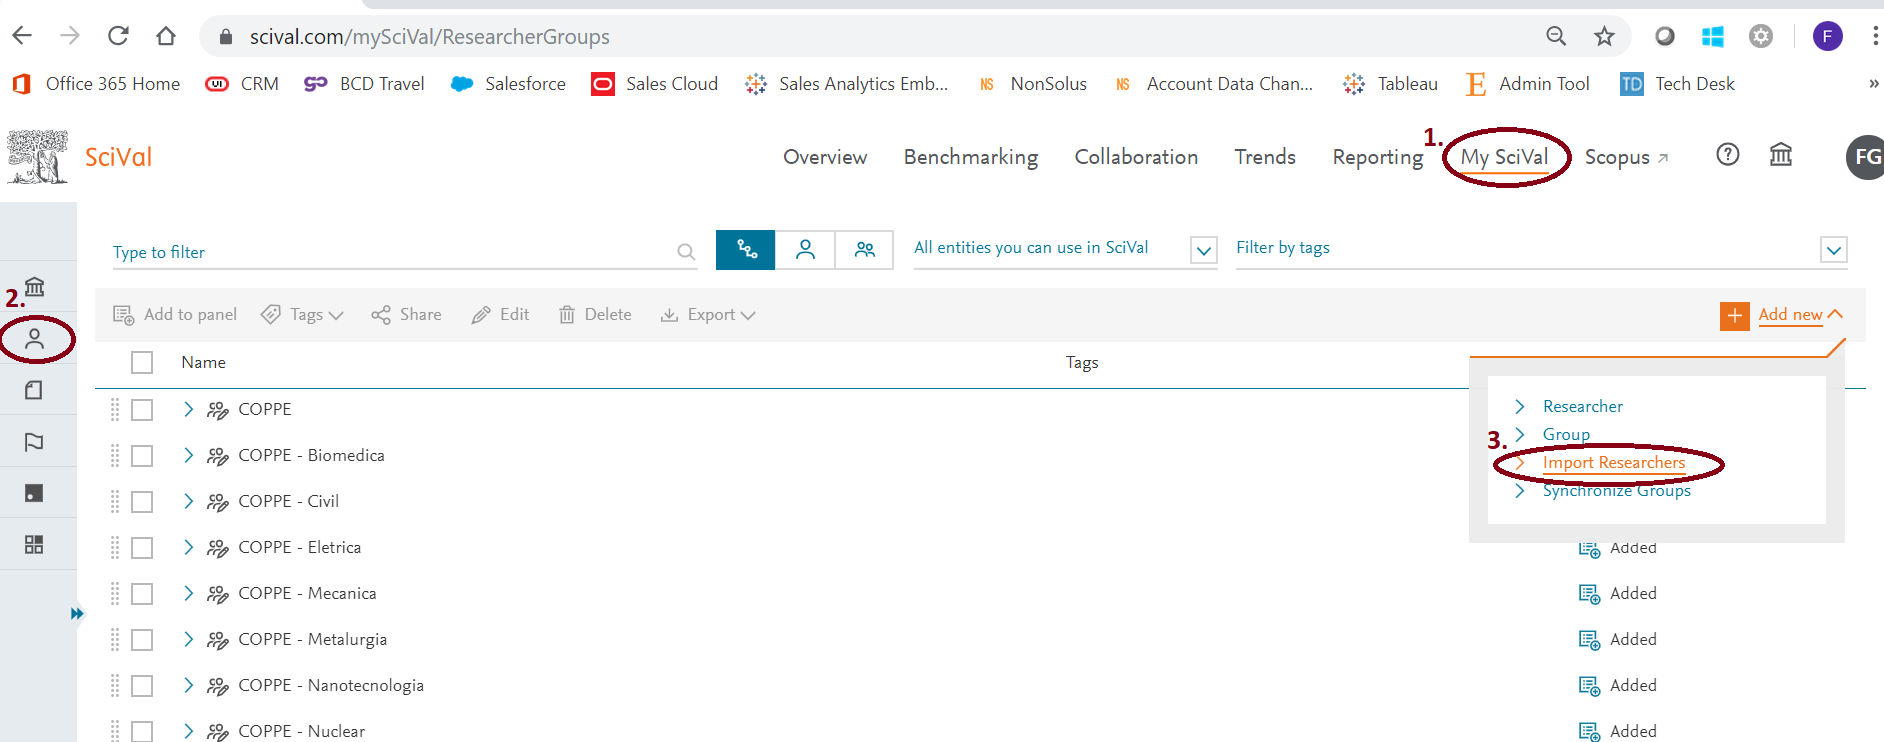 scival.com/mySciVal/ResearcherGroups F
Office 365 Home CRM BCD Travel Salesforce Sales Cloud Sales Analytics Emb... NS NonSolus NS Account Data Chan... Tableau E Admin Tool TD Tech Desk »
SciVal Overview Benchmarking Collaboration Trends Reporting 1. My SciVal Scopus ↗ ? FG
Type to filter All entities you can use in SciVal Filter by tags
2.
Add to panel Tags Share Edit Delete Export + Add new
Name Tags
COPPE
Researcher
3. Group
Import Researchers
Synchronize Groups
COPPE - Biomedica
COPPE - Civil
COPPE - Eletrica Added
COPPE - Mecanica Added
COPPE - Metalurgia Added
COPPE - Nanotecnologia Added
COPPE - Nuclear Added